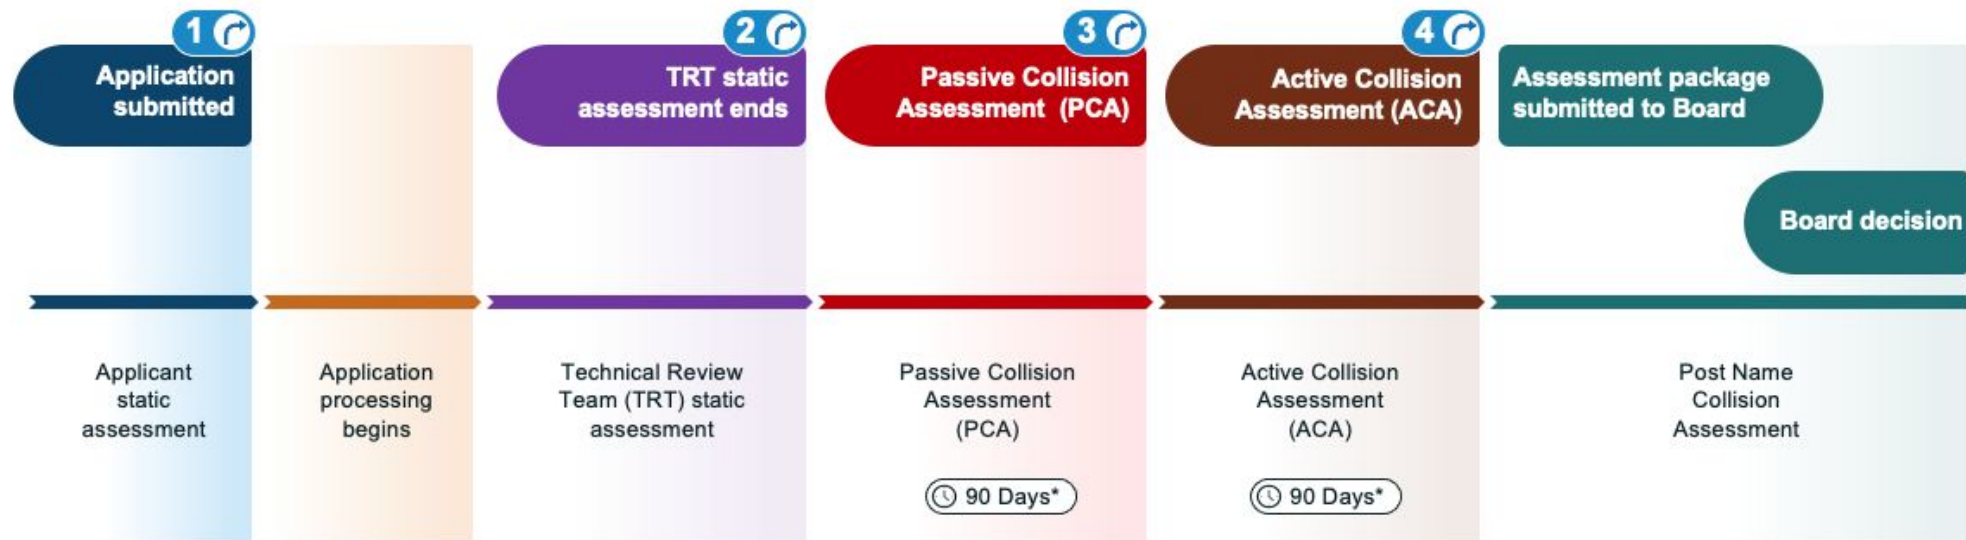 1
Application
submitted
2
TRT static
assessment ends
3
Passive Collision
Assessment (PCA)
4
Active Collision
Assessment (ACA)
Assessment package
submitted to Board
Board decision
Applicant
static
assessment
Application
processing
begins
Technical Review
Team (TRT) static
assessment
Passive Collision
Assessment
(PCA)
90 Days*
Active Collision
Assessment
(ACA)
90 Days*
Post Name
Collision
Assessment